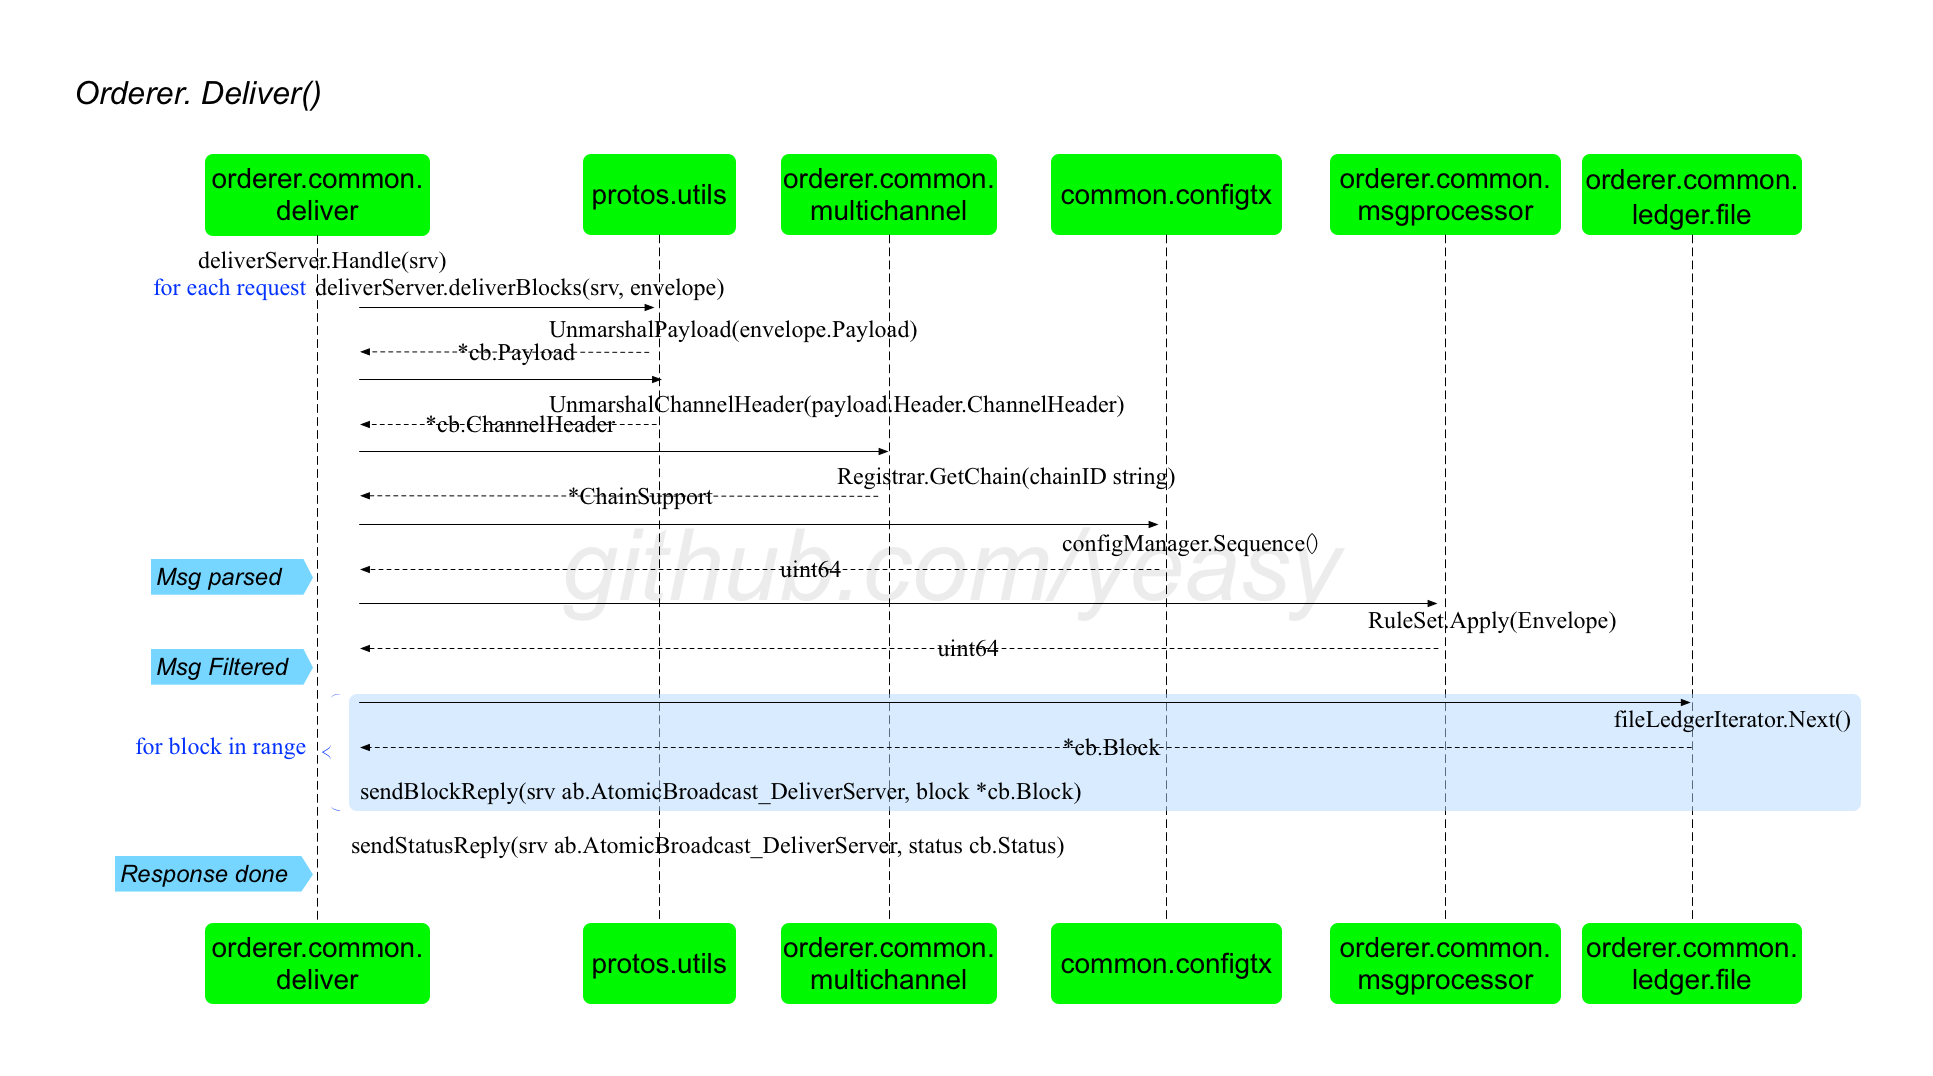 Orderer. Deliver()
orderer.common.
deliver
protos.utils
orderer.common.
multichannel
common.configtx
orderer.common.
msgprocessor
orderer.common.
ledger.file
deliverServer.Handle(srv)
for each request
deliverServer.deliverBlocks(srv, envelope)
UnmarshalPayload(envelope.Payload)
*cb.Payload
UnmarshalChannelHeader(payload.Header.ChannelHeader)
*cb.ChannelHeader
Registrar.GetChain(chainID string)
*ChainSupport
configManager.Sequence()
github.com/yeasy
uint64
Msg parsed
RuleSet.Apply(Envelope)
uint64
Msg Filtered
fileLedgerIterator.Next()
for block in range
*cb.Block
sendBlockReply(srv ab.AtomicBroadcast_DeliverServer, block *cb.Block)
sendStatusReply(srv ab.AtomicBroadcast_DeliverServer, status cb.Status)
Response done
orderer.common.
deliver
protos.utils
orderer.common.
multichannel
common.configtx
orderer.common.
msgprocessor
orderer.common.
ledger.file